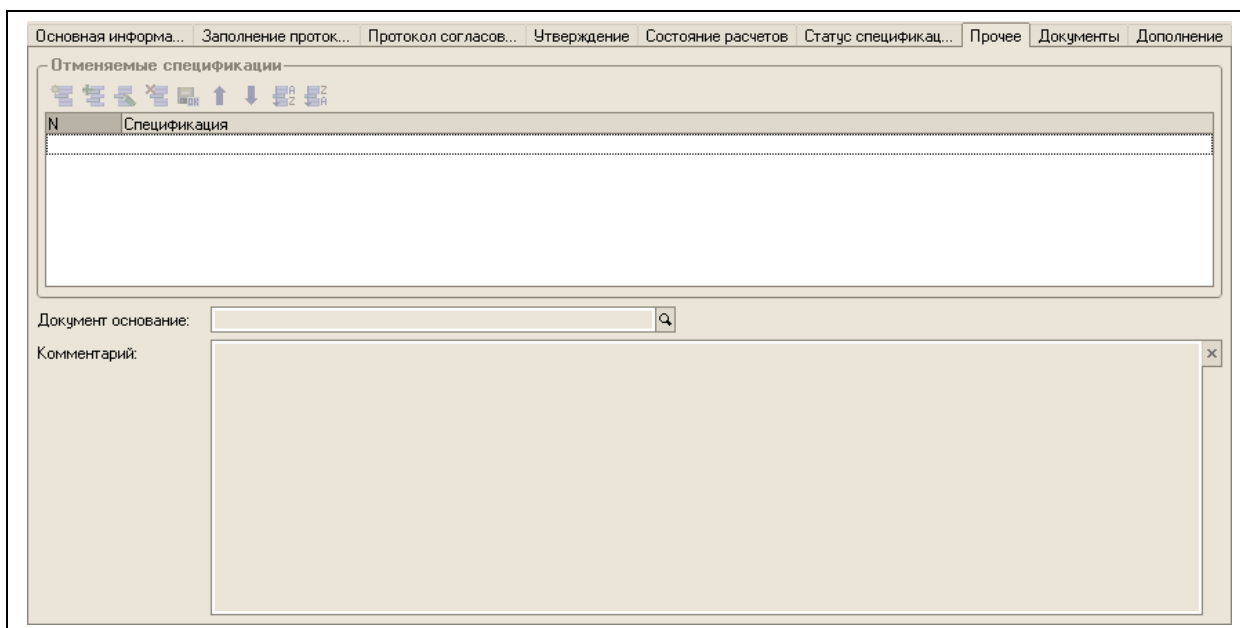 Основная информа... Заполнение проток... Протокол согласов... Утверждение Состояние расчетов Статус спецификац... Прочее Документы Дополнение
Отменяемые спецификации
N Спецификация
Документ основание:
Комментарий: